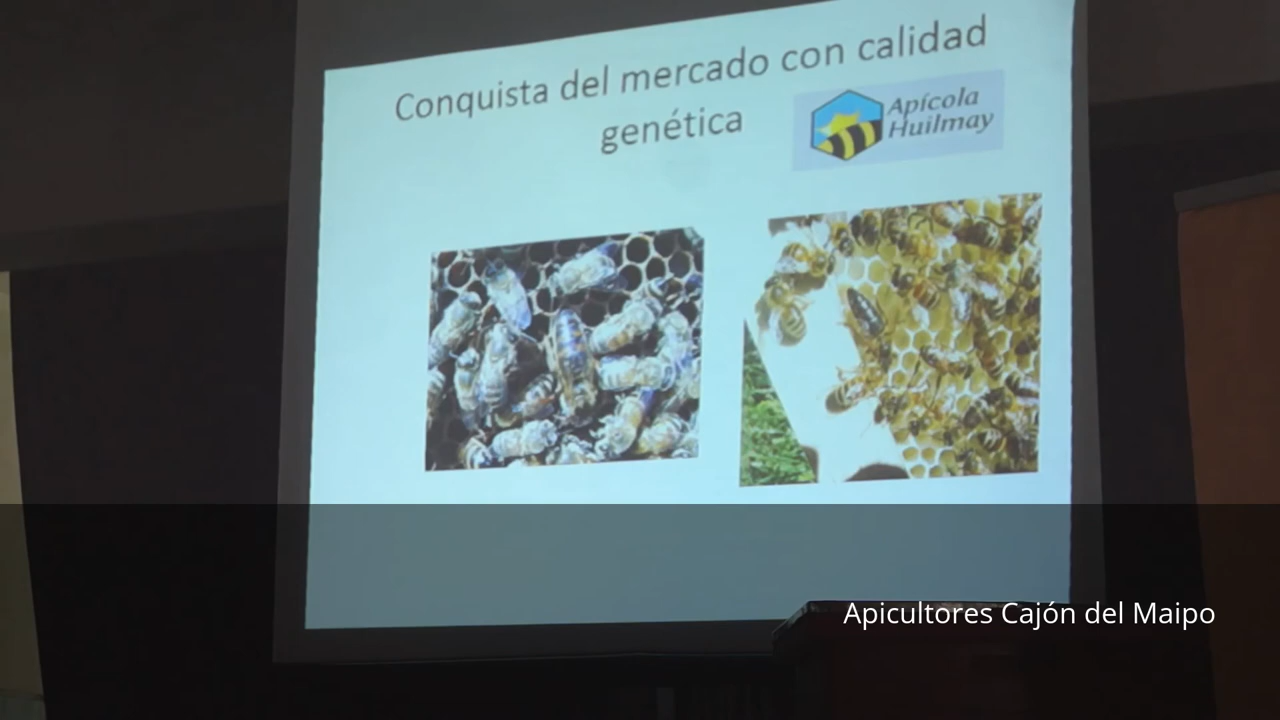 Conquista del mercado con calidad
genética
Apícola
Huilmay
Apicultores Cajón del Maipo